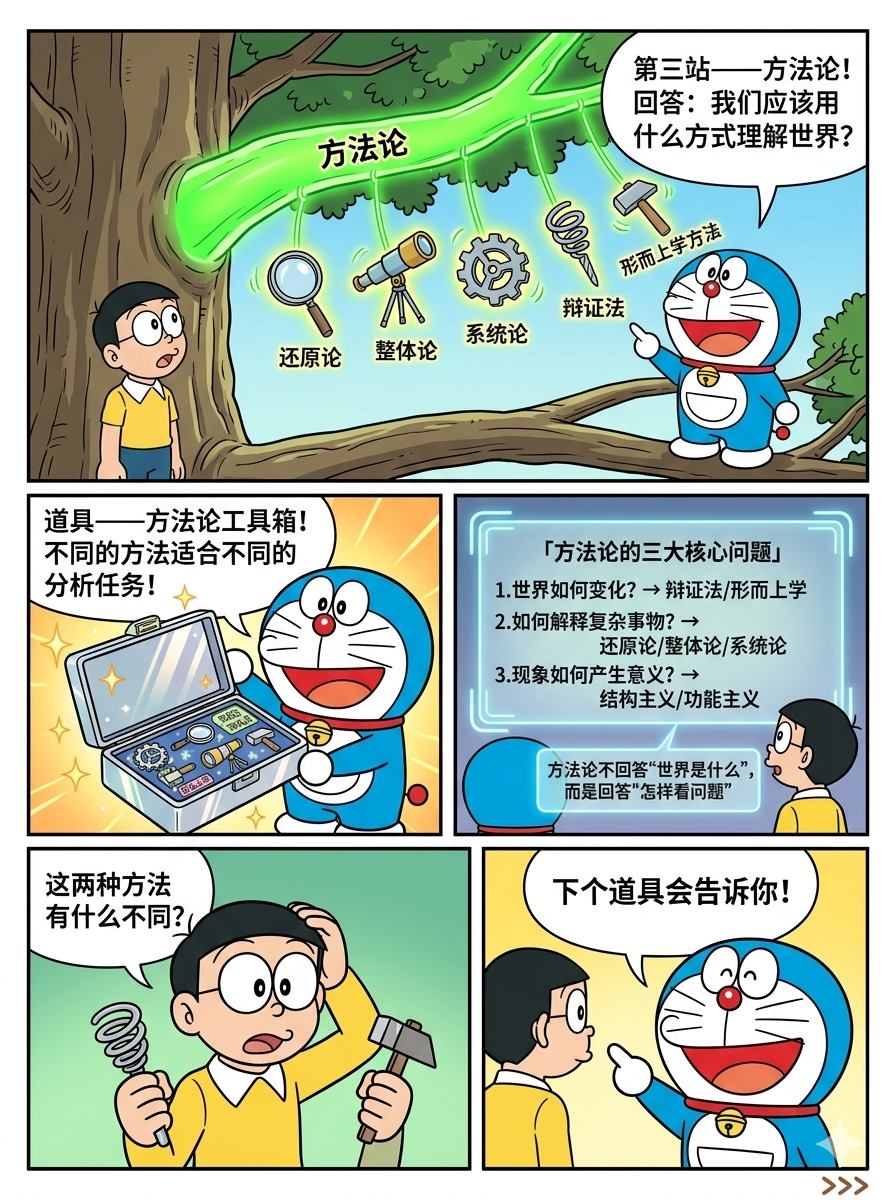 第三站——方法论！
回答：我们应该用
什么方式理解世界？
方法论
还原论
整体论
系统论
辩证法
形而上学方法
道具——方法论工具箱！
不同的方法适合不同的
分析任务！
「方法论的三大核心问题」
1.世界如何变化？→ 辩证法/形而上学
2.如何解释复杂事物？→
还原论/整体论/系统论
3.现象如何产生意义？→
结构主义/功能主义
方法论不回答“世界是什么”，
而是回答“怎样看问题”
这两种方法
有什么不同？
下个道具会告诉你！
>>>